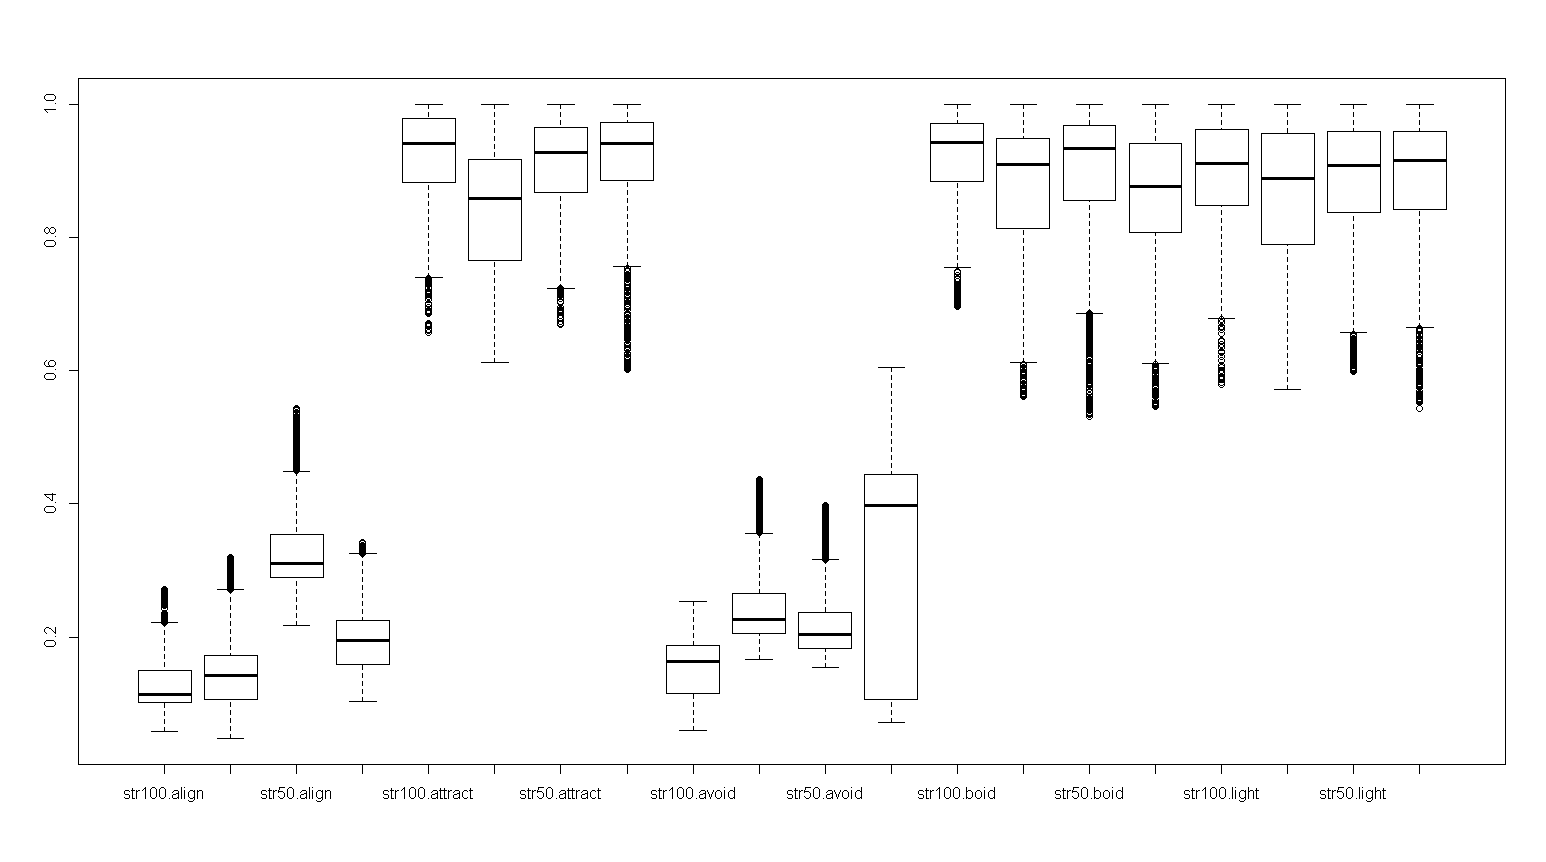 1.0
0.8
0.6
0.4
0.2
str100.align
str50.align
str100.attract
str50.attract
str100.avoid
str50.avoid
str100.boid
str50.boid
str100.light
str50.light